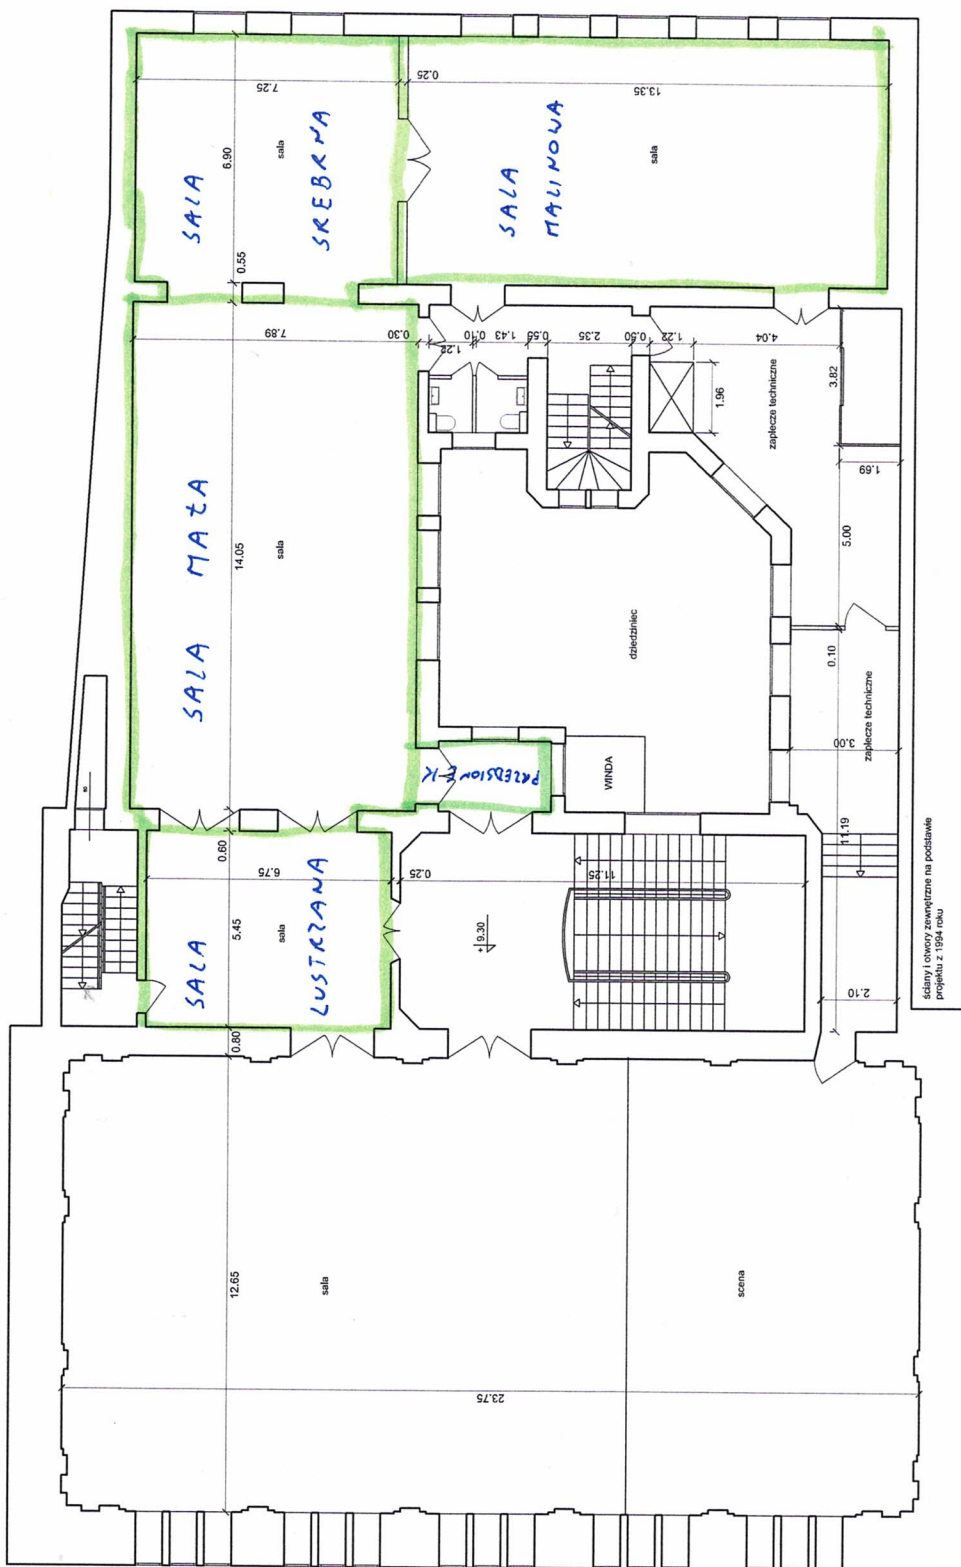 SALA
SREBRNA
sala
7.25
6.90
0.55
0.25
13.35
SALA
MALINOWA
sala
SALA MAŁA
sala
7.89
14.05
0.30
1.22
0.10
1.43
0.55
2.35
0.50
1.22
4.04
1.96
3.82
zaplecze techniczne
1.69
5.00
0.10
dziedziniec
zaplecze techniczne
3.00
11.19
2.10
PRZEDSIONEK
WINDA
SALA
LUSTRZANA
sala
0.60
6.75
5.45
0.80
0.25
11.25
+ 9.30
12.65
sala
23.75
scena
ściany i otwory zewnętrzne na podstawie
projektu z 1994 roku